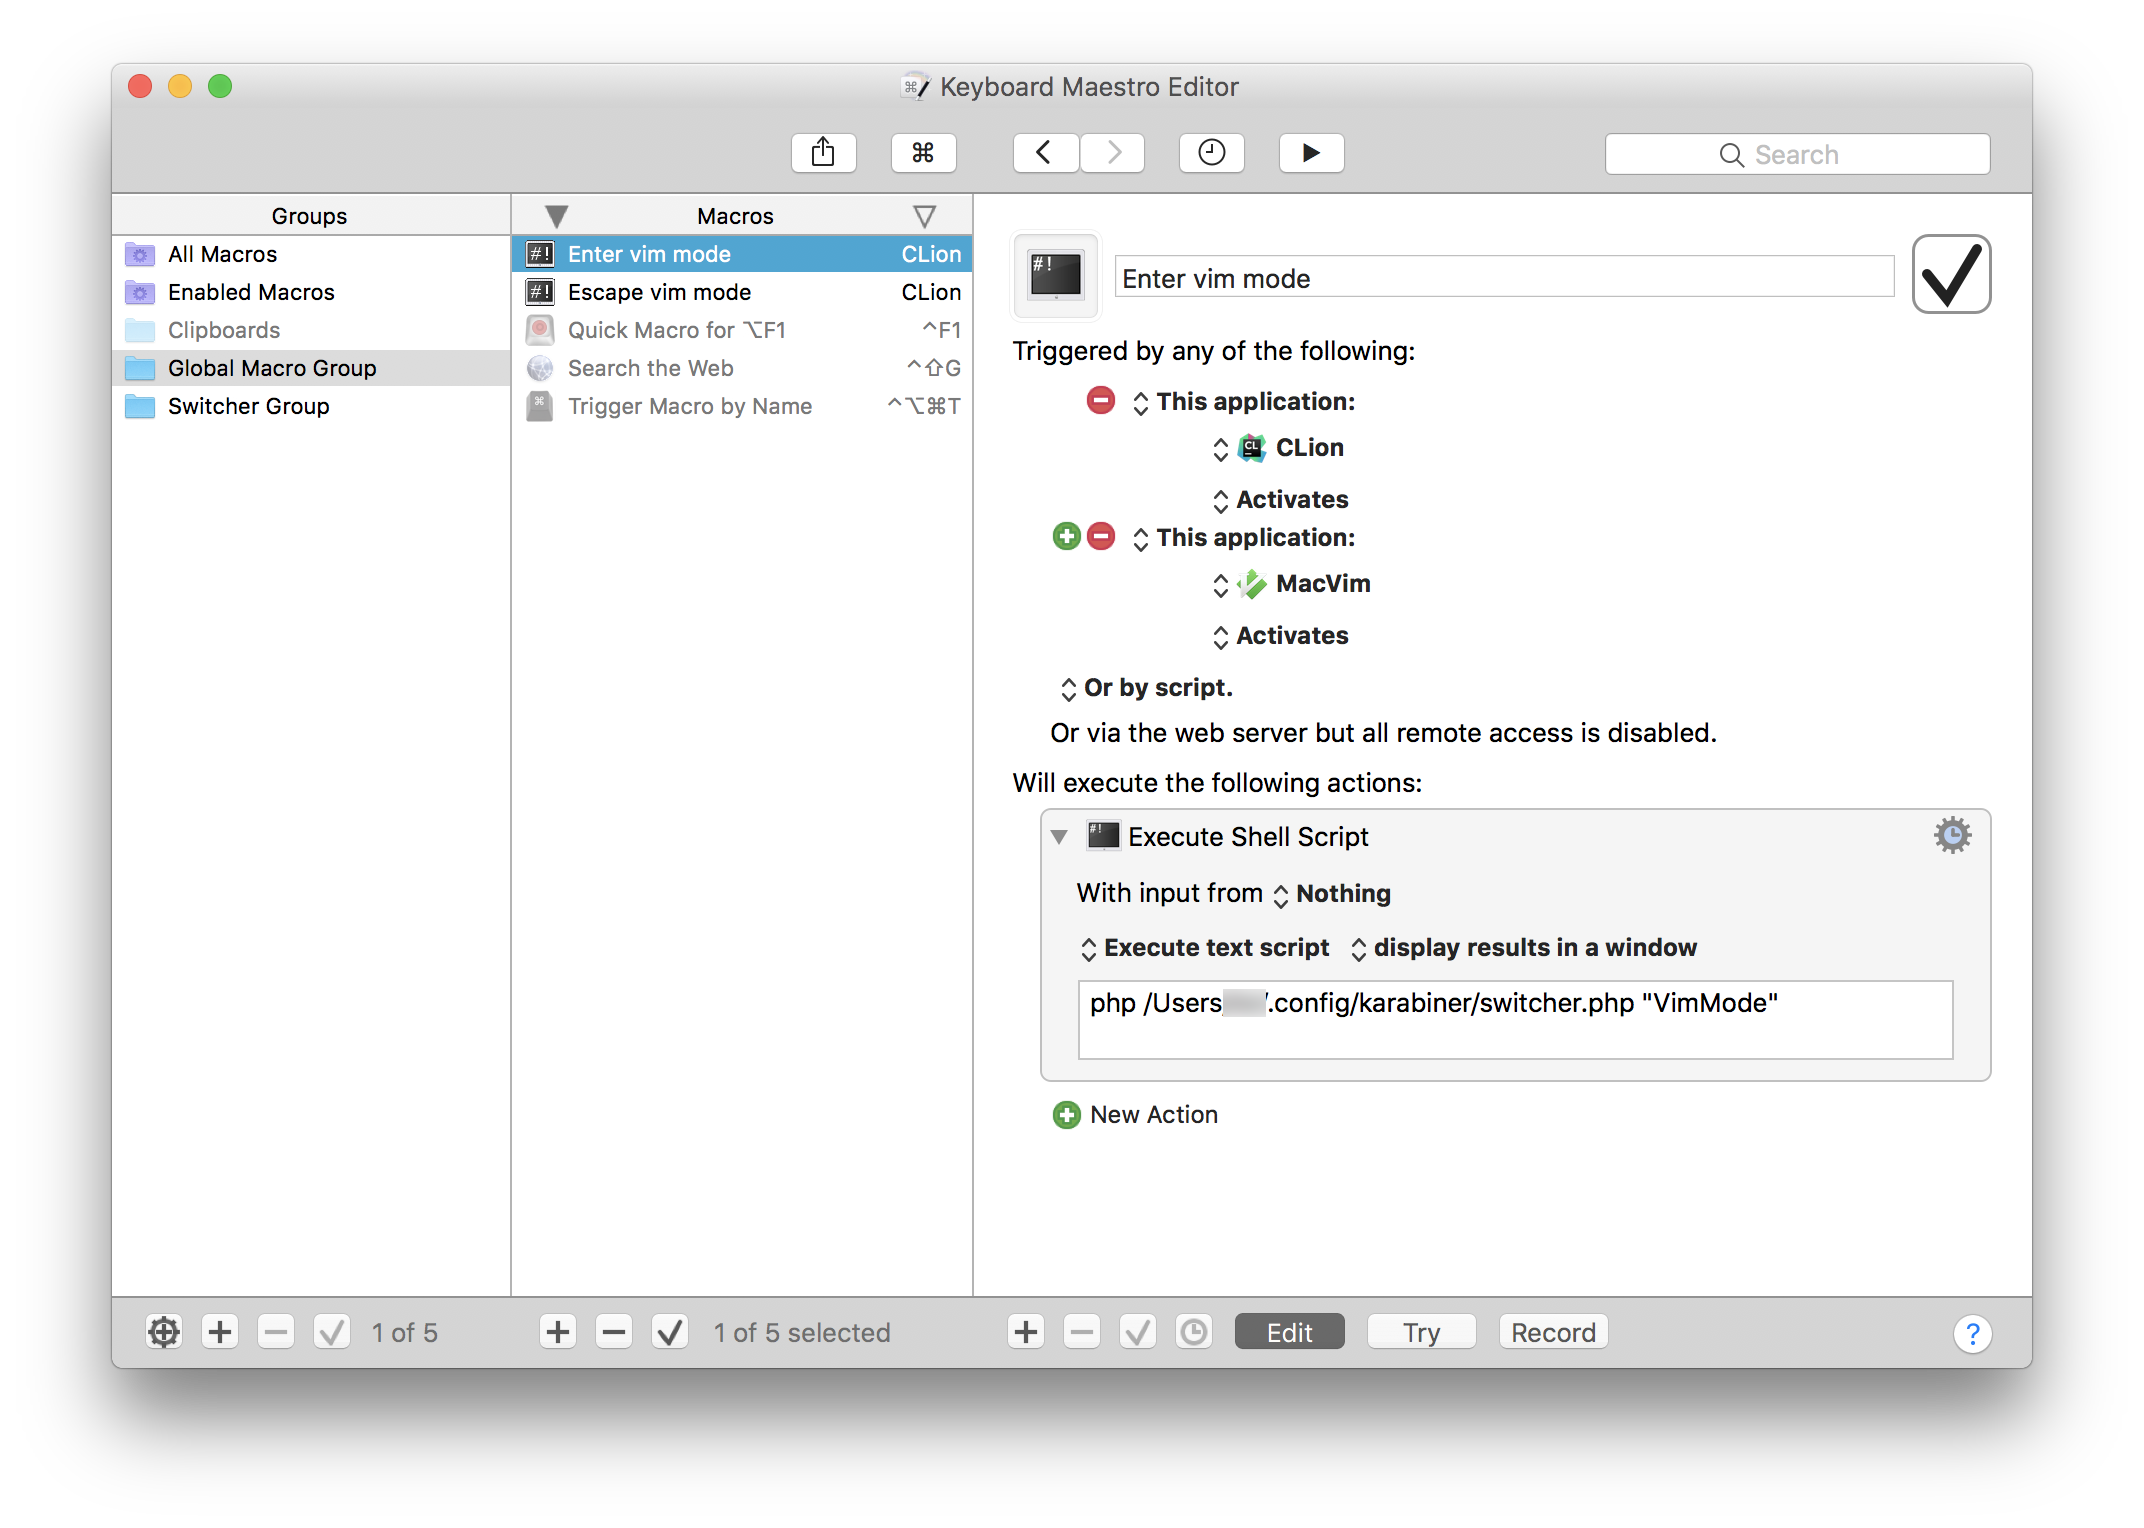 Keyboard Maestro Editor
Search
Groups
All Macros
Enabled Macros
Clipboards
Global Macro Group
Switcher Group
Macros
Enter vim mode CLion
Escape vim mode CLion
Quick Macro for ⌥F1 ^F1
Search the Web ^⇧G
Trigger Macro by Name ^⌥⌘T
Enter vim mode
Triggered by any of the following:
This application:
CLion
Activates
This application:
MacVim
Activates
Or by script.
Or via the web server but all remote access is disabled.
Will execute the following actions:
Execute Shell Script
With input from Nothing
Execute text script display results in a window
php /Users/ /.config/karabiner/switcher.php "VimMode"
New Action
1 of 5
1 of 5 selected
Edit Try Record
?